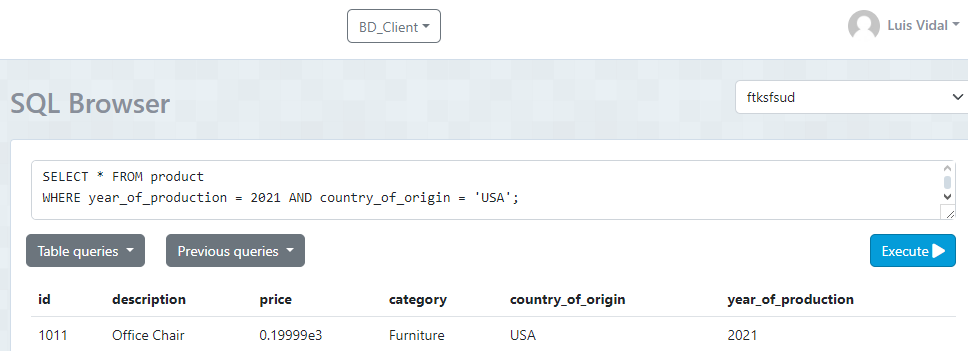 BD_Client
Luis Vidal
SQL Browser
ftksfsud
SELECT * FROM product
WHERE year_of_production = 2021 AND country_of_origin = 'USA';
Table queries Previous queries Execute
id description price category country_of_origin year_of_production
1011 Office Chair 0.19999e3 Furniture USA 2021